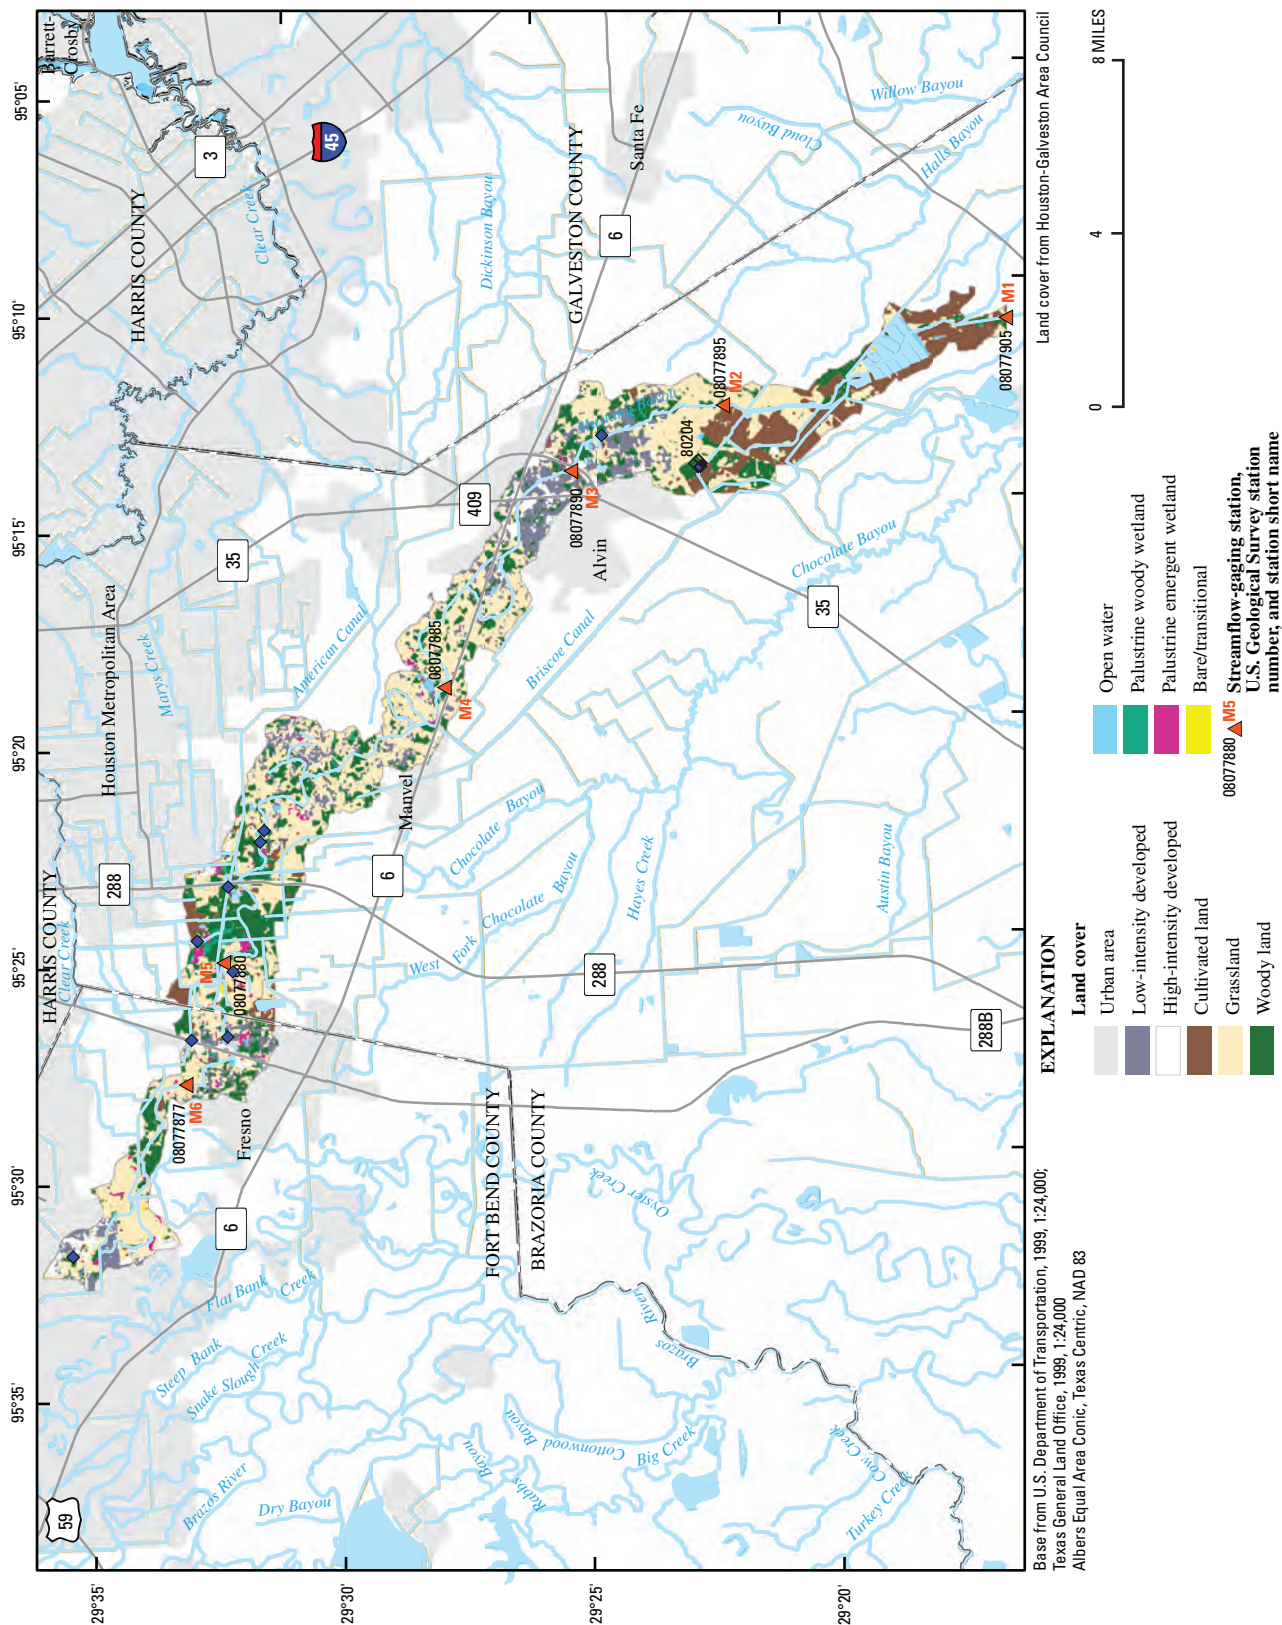 95°35'
95°30'
95°25'
95°20'
95°15'
95°10'
95°05'
29°35'
29°30'
29°25'
29°20'
59
Brazos River
Dry Bayou
Steep Bank
Snake Slough Creek
Flat Bank
Creek
6
Fresno
08077877
M6
HARRIS COUNTY
Clear Creek
288
M5
08077880
Houston Metropolitan Area
Marys Creek
35
American Canal
HARRIS COUNTY
Clear Creek
3
45
Barrett-
Crosby
Dickinson Bayou
GALVESTON COUNTY
6
Santa Fe
Cloud Bayou
Willow Bayou
Halls Bayou
409
Mustang Bayou
08077890
M3
Alvin
80204
08077895
M2
08077905
M1
08077885
M4
Manvel
6
Briscoe Canal
Chocolate Bayou
35
Chocolate Bayou
West Fork Chocolate Bayou
Hayes Creek
Austin Bayou
288
288B
FORT BEND COUNTY
BRAZORIA COUNTY
Oyster Creek
Brazos River
Rabbs Bayou
Cottonwood Bayou
Big Creek
Cow Creek
Turkey Creek
Base from U.S. Department of Transportation, 1999, 1:24,000;
Texas General Land Office, 1999, 1:24,000
Albers Equal Area Conic, Texas Centric, NAD 83
Land cover from Houston-Galveston Area Council
0 4 8 MILES
EXPLANATION
Land cover
Urban area
Low-intensity developed
High-intensity developed
Cultivated land
Grassland
Woody land
Open water
Palustrine woody wetland
Palustrine emergent wetland
Bare/transitional
08077880 M5 Streamflow-gaging station,
U.S. Geological Survey station
number, and station short name